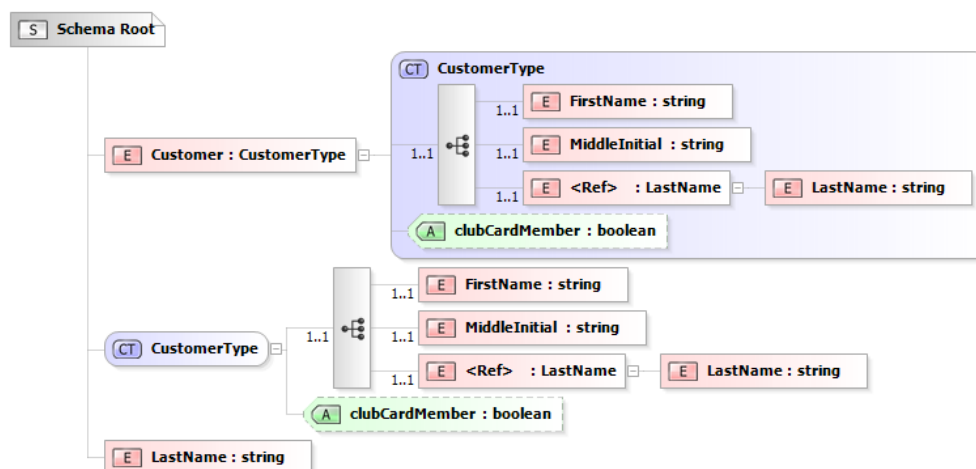 S Schema Root
CT CustomerType
E FirstName : string
1..1
E MiddleInitial : string
1..1
1..1
E Customer : CustomerType
E <Ref> : LastName
E LastName : string
1..1
A clubCardMember : boolean
E FirstName : string
1..1
E MiddleInitial : string
1..1
1..1
CT CustomerType
E <Ref> : LastName
E LastName : string
1..1
A clubCardMember : boolean
E LastName : string